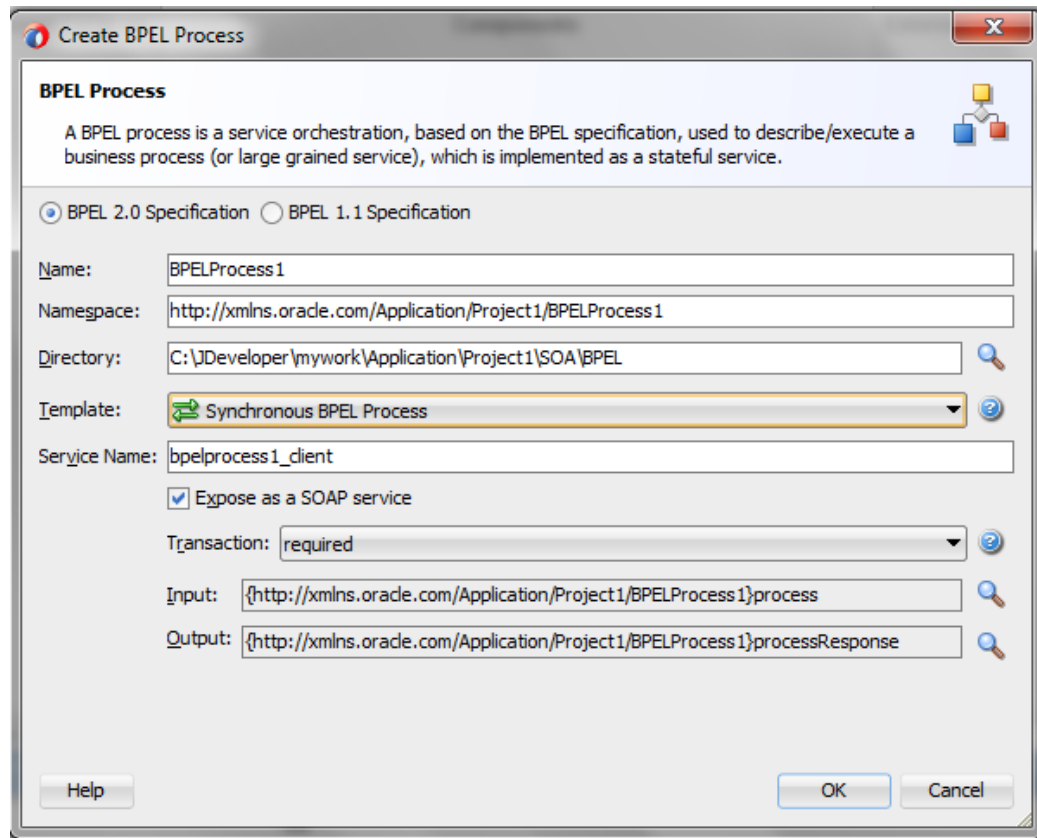 Create BPEL Process
BPEL Process
A BPEL process is a service orchestration, based on the BPEL specification, used to describe/execute a
business process (or large grained service), which is implemented as a stateful service.
BPEL 2.0 Specification BPEL 1.1 Specification
Name: BPELProcess1
Namespace: http://xmlns.oracle.com/Application/Project1/BPELProcess1
Directory: C:\JDeveloper\mywork\Application\Project1\SOA\BPEL
Template: Synchronous BPEL Process
Service Name: bpelprocess1_client
Expose as a SOAP service
Transaction: required
Input: {http://xmlns.oracle.com/Application/Project1/BPELProcess1}process
Output: {http://xmlns.oracle.com/Application/Project1/BPELProcess1}processResponse
Help OK Cancel